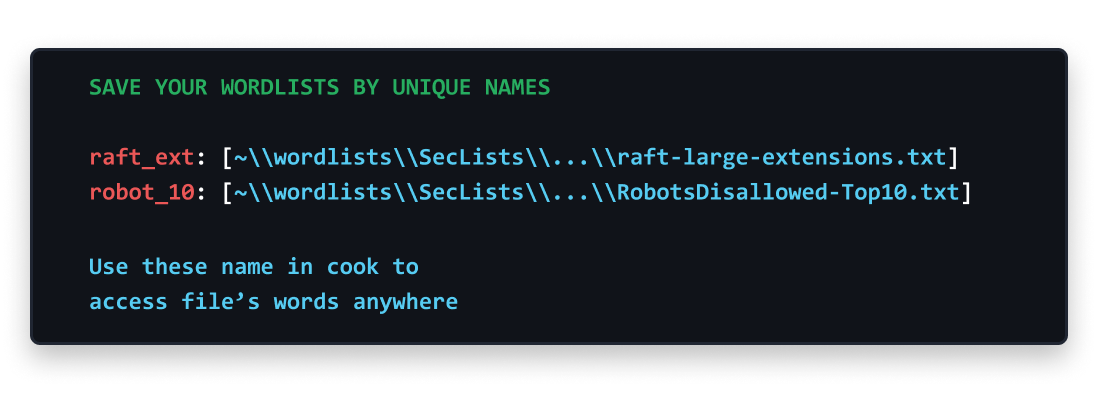 SAVE YOUR WORDLISTS BY UNIQUE NAMES
raft_ext: [~\\wordlists\\SecLists\\...\\raft-large-extensions.txt]
robot_10: [~\\wordlists\\SecLists\\...\\RobotsDisallowed-Top10.txt]
Use these name in cook to
access file’s words anywhere